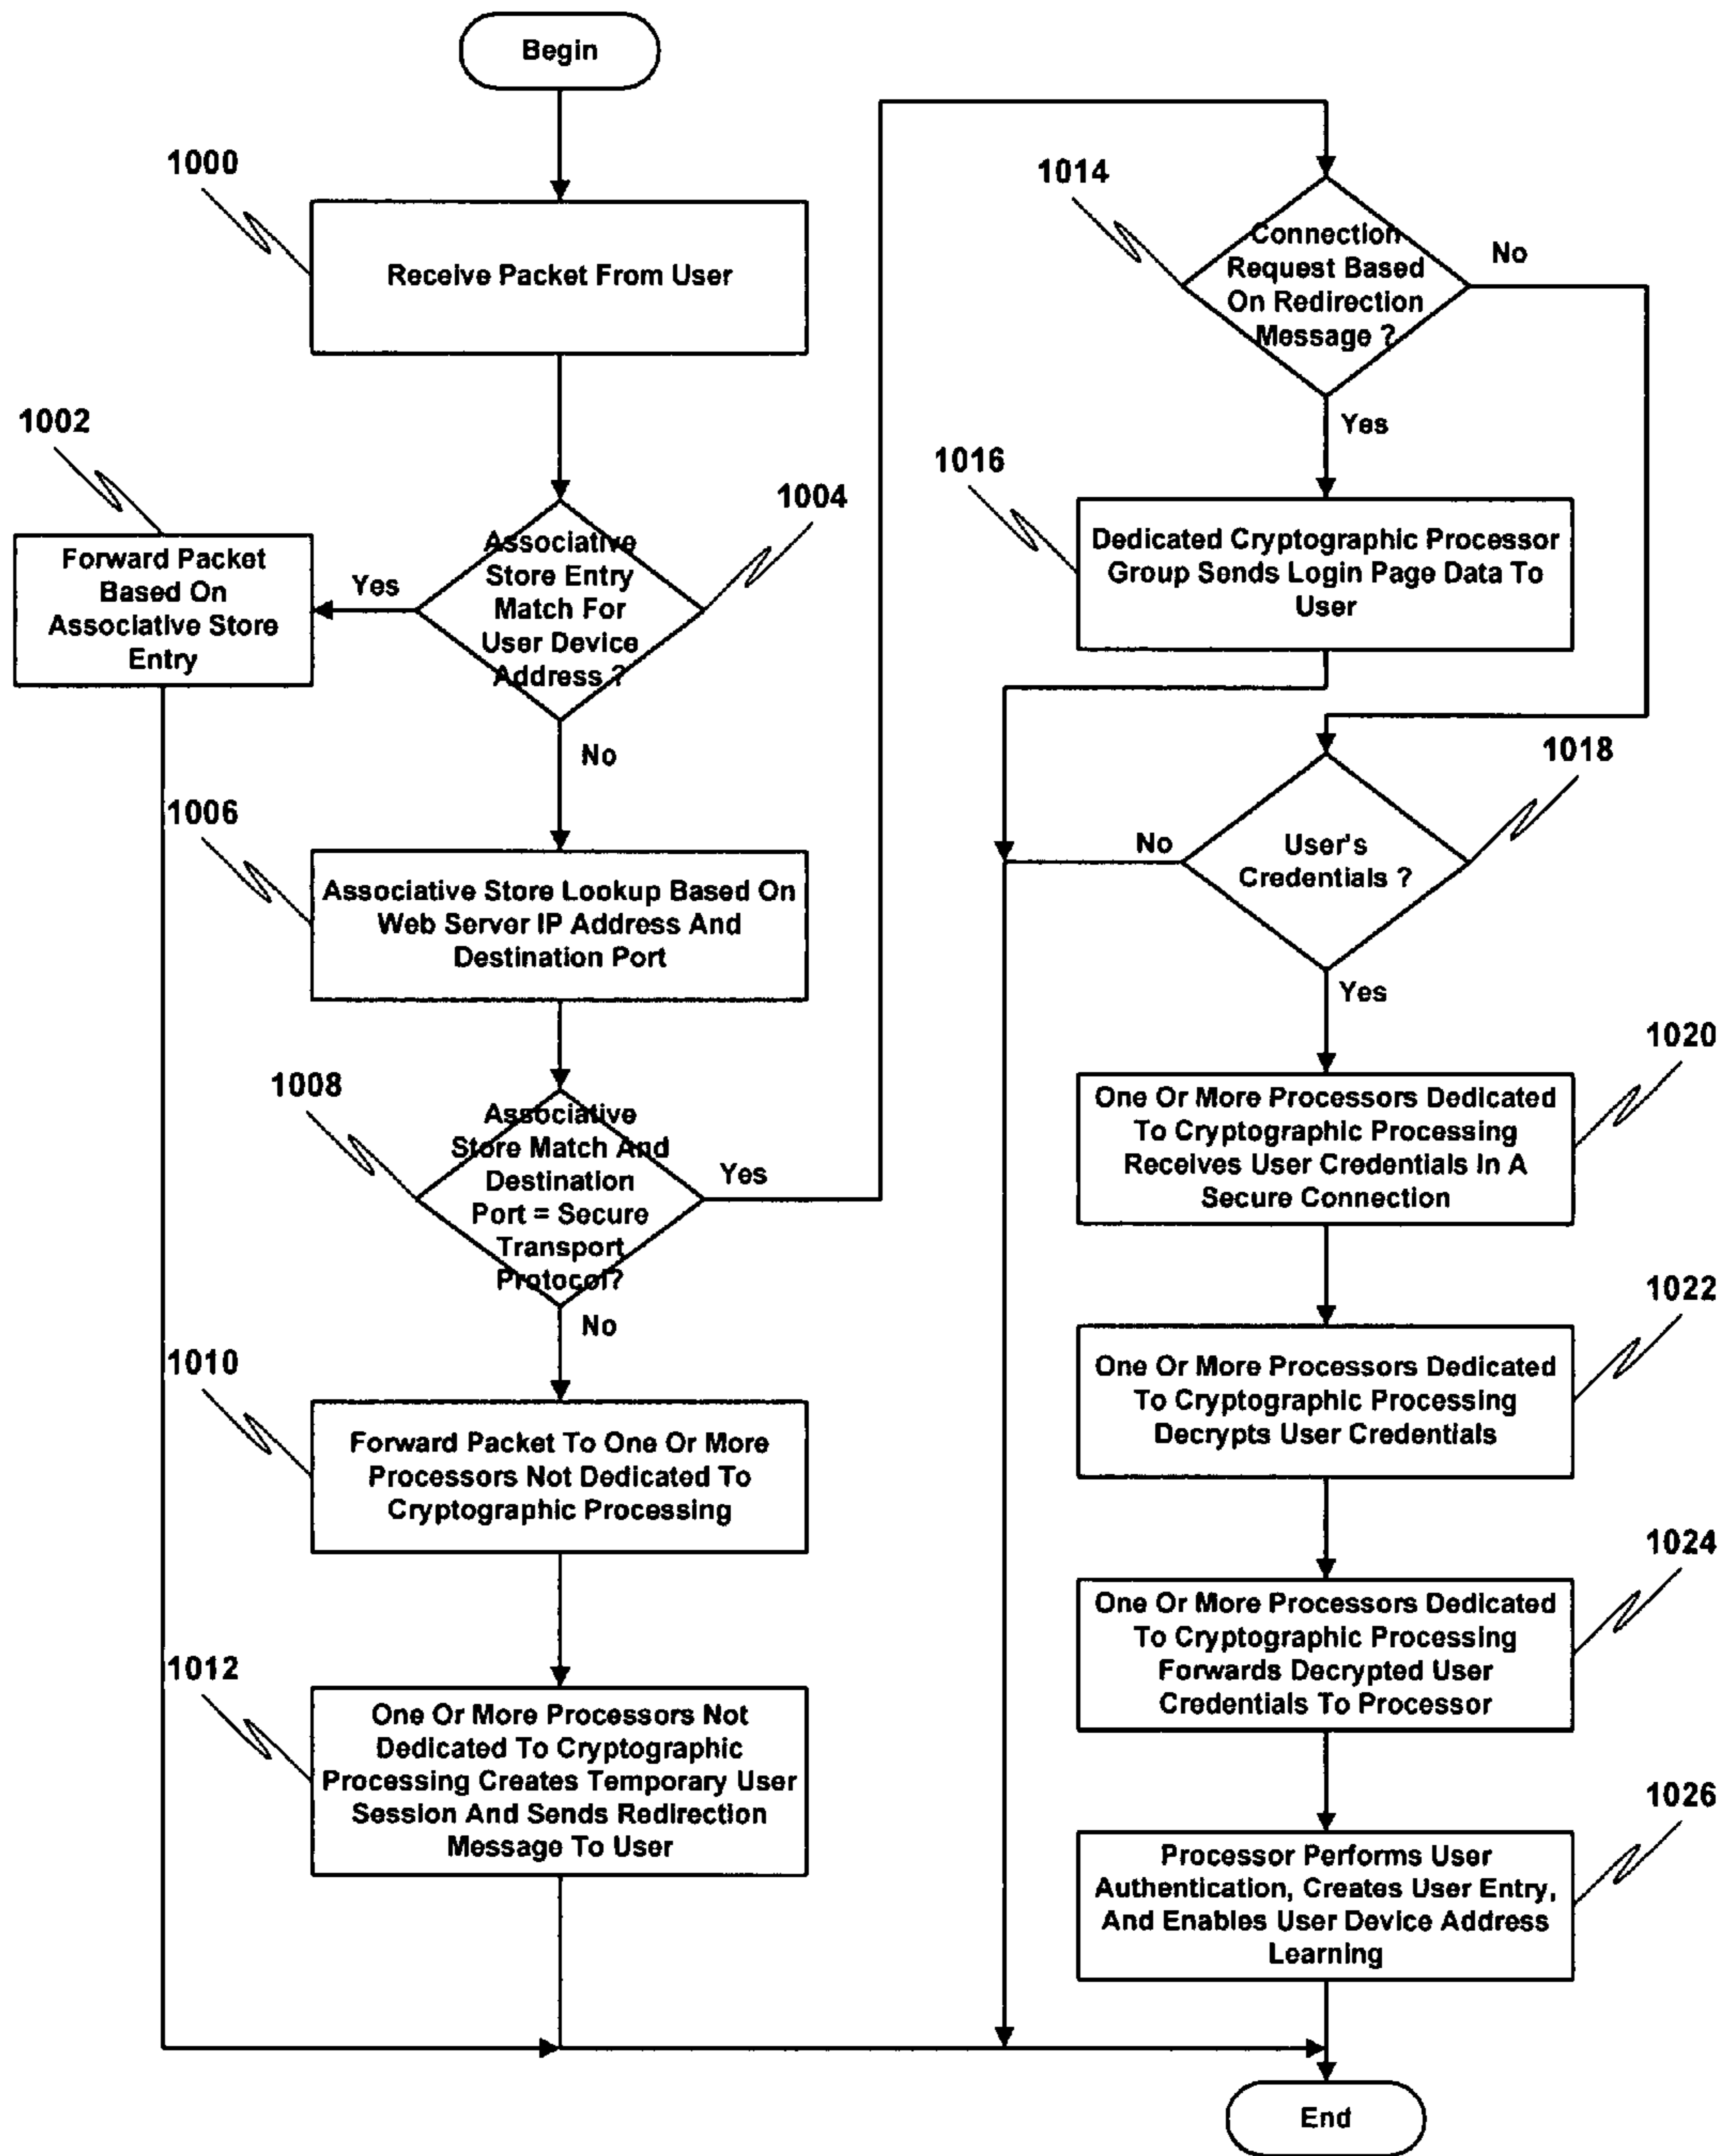 Begin
1000
Receive Packet From User
1002
Forward Packet
Based On
Associative Store
Entry
Yes
1004
Associative
Store Entry
Match For
User Device
Address ?
No
1006
Associative Store Lookup Based On
Web Server IP Address And
Destination Port
1008
Associative
Store Match And
Destination
Port = Secure
Transport
Protocol?
Yes
No
1010
Forward Packet To One Or More
Processors Not Dedicated To
Cryptographic Processing
1012
One Or More Processors Not
Dedicated To Cryptographic
Processing Creates Temporary User
Session And Sends Redirection
Message To User
1014
Connection
Request Based
On Redirection
Message ?
No
Yes
1016
Dedicated Cryptographic Processor
Group Sends Login Page Data To
User
1018
No
User's
Credentials ?
Yes
1020
One Or More Processors Dedicated
To Cryptographic Processing
Receives User Credentials In A
Secure Connection
1022
One Or More Processors Dedicated
To Cryptographic Processing
Decrypts User Credentials
1024
One Or More Processors Dedicated
To Cryptographic Processing
Forwards Decrypted User
Credentials To Processor
1026
Processor Performs User
Authentication, Creates User Entry,
And Enables User Device Address
Learning
End